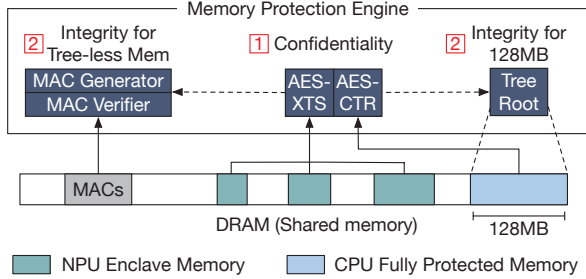 Memory Protection Engine
2 Integrity for
Tree-less Mem
1 Confidentiality
2 Integrity for
128MB
MAC Generator
MAC Verifier
AES-
XTS
AES-
CTR
Tree
Root
MACs
DRAM (Shared memory)
128MB
NPU Enclave Memory
CPU Fully Protected Memory